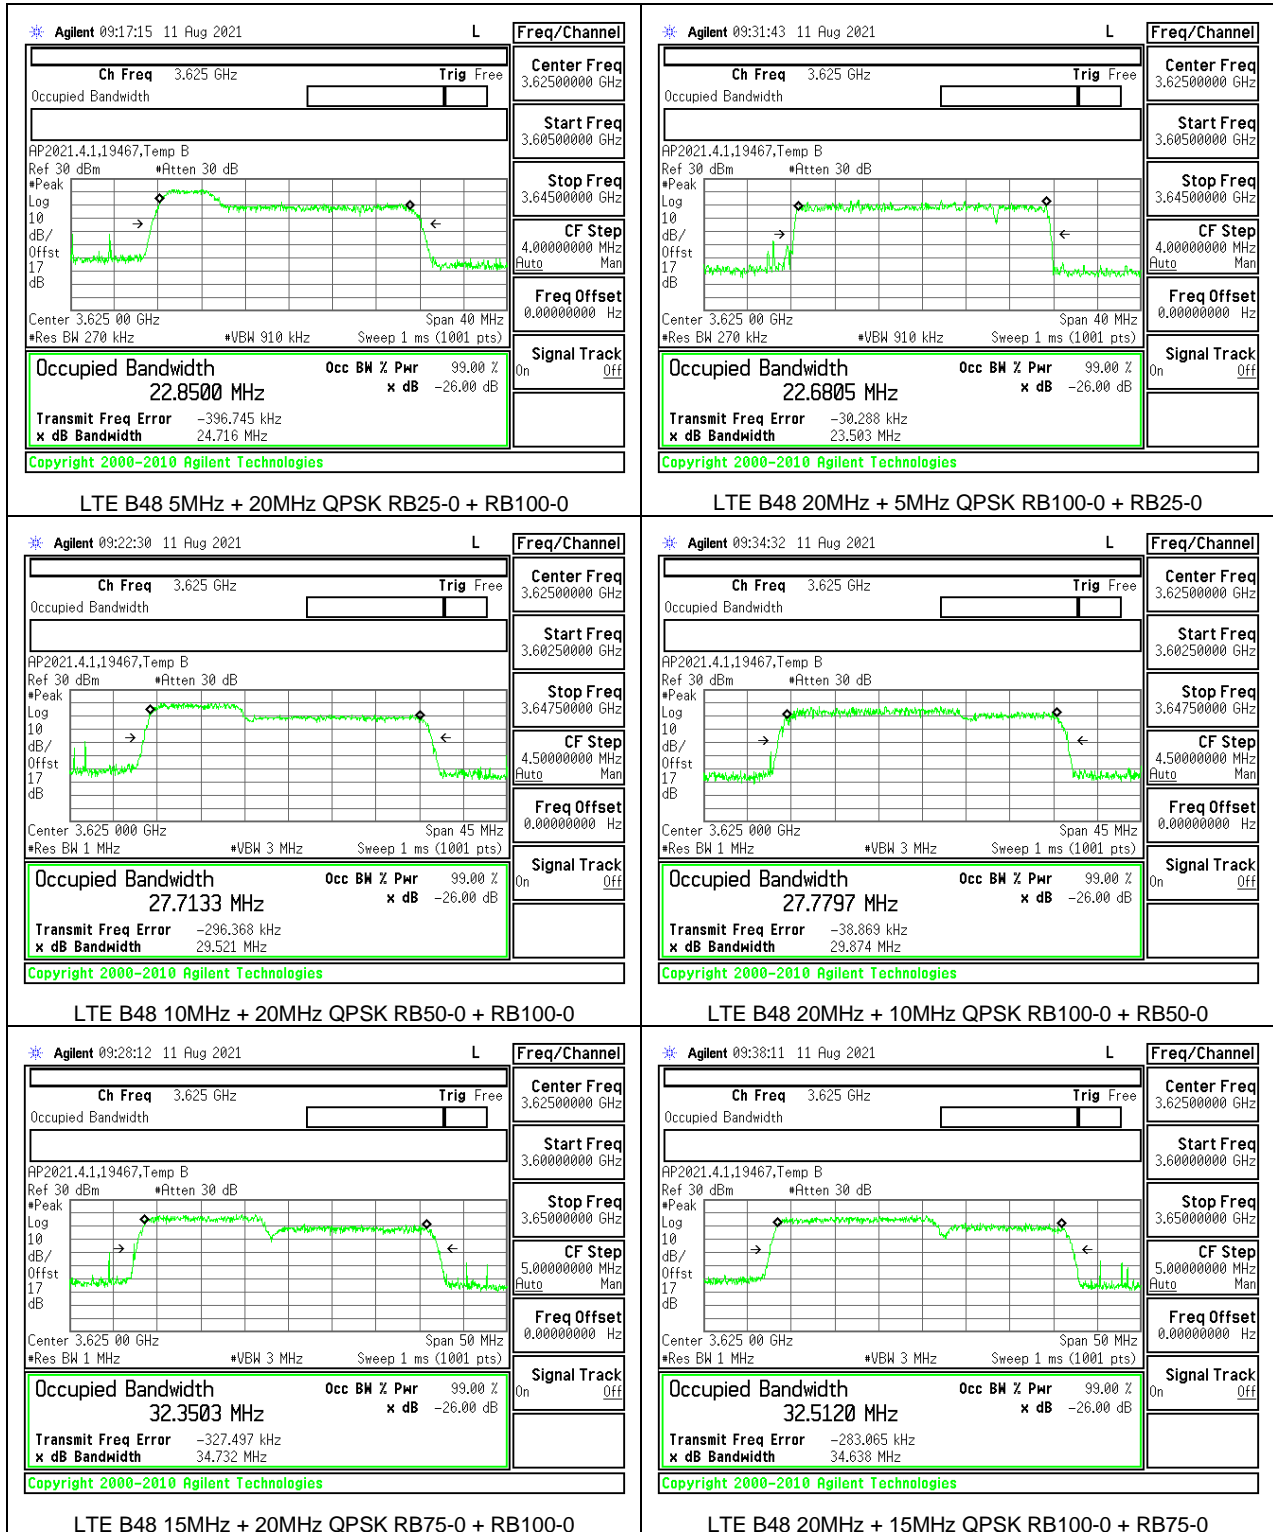 Agilent 09:17:15 11 Aug 2021 L Freq/Channel
Ch Freq 3.625 GHz Trig Free
Occupied Bandwidth
Center Freq
3.62500000 GHz
Start Freq
3.60500000 GHz
Stop Freq
3.64500000 GHz
CF Step
4.00000000 MHz
Auto Man
Freq Offset
0.00000000 Hz
Signal Track
On Off
AP2021.4.1,19467,Temp B
Ref 30 dBm #Atten 30 dB
#Peak
Log
10
dB/
Offst
17
dB
Center 3.625 00 GHz Span 40 MHz
#Res BW 270 kHz #VBW 910 kHz Sweep 1 ms (1001 pts)
Occupied Bandwidth Occ BW % Pwr 99.00 %
22.8500 MHz x dB -26.00 dB
Transmit Freq Error -396.745 kHz
x dB Bandwidth 24.716 MHz
Copyright 2000-2010 Agilent Technologies
LTE B48 5MHz + 20MHz QPSK RB25-0 + RB100-0
Agilent 09:31:43 11 Aug 2021 L Freq/Channel
Ch Freq 3.625 GHz Trig Free
Occupied Bandwidth
Center Freq
3.62500000 GHz
Start Freq
3.60500000 GHz
Stop Freq
3.64500000 GHz
CF Step
4.00000000 MHz
Auto Man
Freq Offset
0.00000000 Hz
Signal Track
On Off
AP2021.4.1,19467,Temp B
Ref 30 dBm #Atten 30 dB
#Peak
Log
10
dB/
Offst
17
dB
Center 3.625 00 GHz Span 40 MHz
#Res BW 270 kHz #VBW 910 kHz Sweep 1 ms (1001 pts)
Occupied Bandwidth Occ BW % Pwr 99.00 %
22.6805 MHz x dB -26.00 dB
Transmit Freq Error -30.288 kHz
x dB Bandwidth 23.503 MHz
Copyright 2000-2010 Agilent Technologies
LTE B48 20MHz + 5MHz QPSK RB100-0 + RB25-0
Agilent 09:22:30 11 Aug 2021 L Freq/Channel
Ch Freq 3.625 GHz Trig Free
Occupied Bandwidth
Center Freq
3.62500000 GHz
Start Freq
3.60250000 GHz
Stop Freq
3.64750000 GHz
CF Step
4.50000000 MHz
Auto Man
Freq Offset
0.00000000 Hz
Signal Track
On Off
AP2021.4.1,19467,Temp B
Ref 30 dBm #Atten 30 dB
#Peak
Log
10
dB/
Offst
17
dB
Center 3.625 000 GHz Span 45 MHz
#Res BW 1 MHz #VBW 3 MHz Sweep 1 ms (1001 pts)
Occupied Bandwidth Occ BW % Pwr 99.00 %
27.7133 MHz x dB -26.00 dB
Transmit Freq Error -296.368 kHz
x dB Bandwidth 29.521 MHz
Copyright 2000-2010 Agilent Technologies
LTE B48 10MHz + 20MHz QPSK RB50-0 + RB100-0
Agilent 09:34:32 11 Aug 2021 L Freq/Channel
Ch Freq 3.625 GHz Trig Free
Occupied Bandwidth
Center Freq
3.62500000 GHz
Start Freq
3.60250000 GHz
Stop Freq
3.64750000 GHz
CF Step
4.50000000 MHz
Auto Man
Freq Offset
0.00000000 Hz
Signal Track
On Off
AP2021.4.1,19467,Temp B
Ref 30 dBm #Atten 30 dB
#Peak
Log
10
dB/
Offst
17
dB
Center 3.625 000 GHz Span 45 MHz
#Res BW 1 MHz #VBW 3 MHz Sweep 1 ms (1001 pts)
Occupied Bandwidth Occ BW % Pwr 99.00 %
27.7797 MHz x dB -26.00 dB
Transmit Freq Error -38.869 kHz
x dB Bandwidth 29.874 MHz
Copyright 2000-2010 Agilent Technologies
LTE B48 20MHz + 10MHz QPSK RB100-0 + RB50-0
Agilent 09:28:12 11 Aug 2021 L Freq/Channel
Ch Freq 3.625 GHz Trig Free
Occupied Bandwidth
Center Freq
3.62500000 GHz
Start Freq
3.60000000 GHz
Stop Freq
3.65000000 GHz
CF Step
5.00000000 MHz
Auto Man
Freq Offset
0.00000000 Hz
Signal Track
On Off
AP2021.4.1,19467,Temp B
Ref 30 dBm #Atten 30 dB
#Peak
Log
10
dB/
Offst
17
dB
Center 3.625 00 GHz Span 50 MHz
#Res BW 1 MHz #VBW 3 MHz Sweep 1 ms (1001 pts)
Occupied Bandwidth Occ BW % Pwr 99.00 %
32.3503 MHz x dB -26.00 dB
Transmit Freq Error -327.497 kHz
x dB Bandwidth 34.732 MHz
Copyright 2000-2010 Agilent Technologies
LTE B48 15MHz + 20MHz QPSK RB75-0 + RB100-0
Agilent 09:38:11 11 Aug 2021 L Freq/Channel
Ch Freq 3.625 GHz Trig Free
Occupied Bandwidth
Center Freq
3.62500000 GHz
Start Freq
3.60000000 GHz
Stop Freq
3.65000000 GHz
CF Step
5.00000000 MHz
Auto Man
Freq Offset
0.00000000 Hz
Signal Track
On Off
AP2021.4.1,19467,Temp B
Ref 30 dBm #Atten 30 dB
#Peak
Log
10
dB/
Offst
17
dB
Center 3.625 00 GHz Span 50 MHz
#Res BW 1 MHz #VBW 3 MHz Sweep 1 ms (1001 pts)
Occupied Bandwidth Occ BW % Pwr 99.00 %
32.5120 MHz x dB -26.00 dB
Transmit Freq Error -283.065 kHz
x dB Bandwidth 34.638 MHz
Copyright 2000-2010 Agilent Technologies
LTE B48 20MHz + 15MHz QPSK RB100-0 + RB75-0